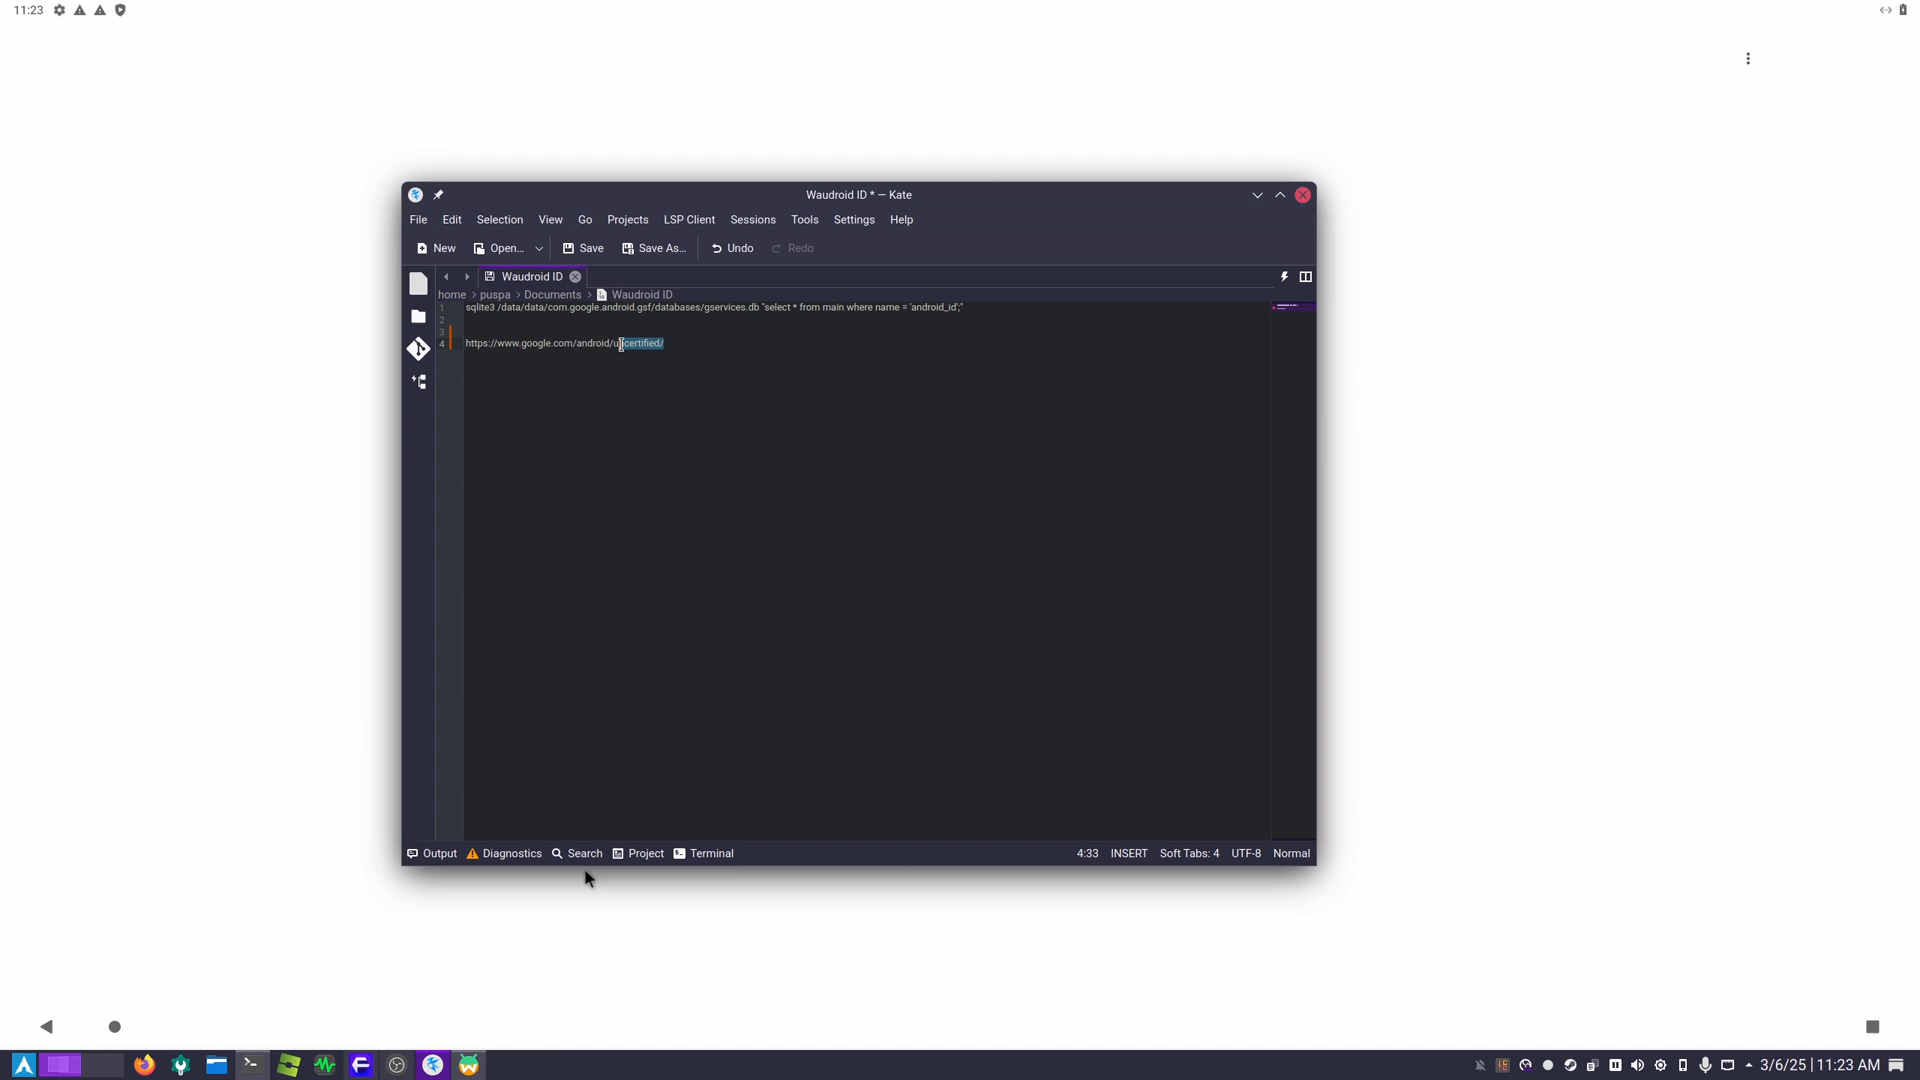 11:23
Waudroid ID * — Kate
File Edit Selection View Go Projects LSP Client Sessions Tools Settings Help
New Open... Save Save As... Undo Redo
Waudroid ID
home > puspa > Documents > Waudroid ID
1 sqlite3 /data/data/com.google.android.gsf/databases/gservices.db "select * from main where name = 'android_id';"
2
3
4 https://www.google.com/android/uncertified/
Output Diagnostics Search Project Terminal 4:33 INSERT Soft Tabs: 4 UTF-8 Normal
3/6/25 | 11:23 AM